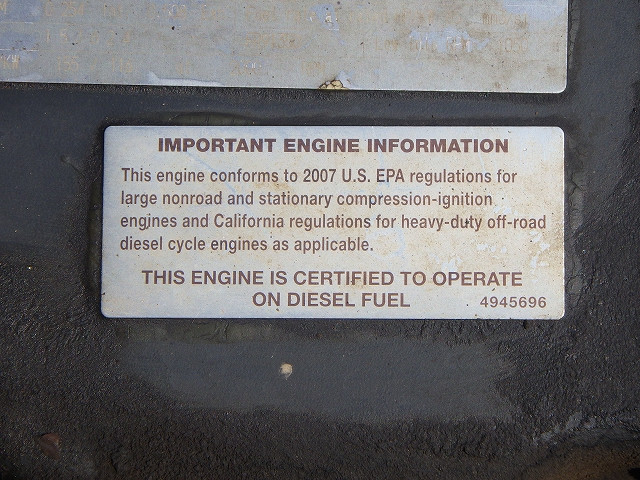 IMPORTANT ENGINE INFORMATION
This engine conforms to 2007 U.S. EPA regulations for
large nonroad and stationary compression-ignition
engines and California regulations for heavy-duty off-road
diesel cycle engines as applicable.
THIS ENGINE IS CERTIFIED TO OPERATE
ON DIESEL FUEL 4945696